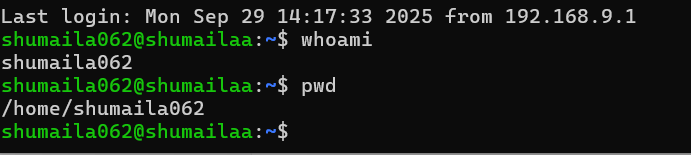 Last login: Mon Sep 29 14:17:33 2025 from 192.168.9.1
shumaila062@shumailaa:~$ whoami
shumaila062
shumaila062@shumailaa:~$ pwd
/home/shumaila062
shumaila062@shumailaa:~$